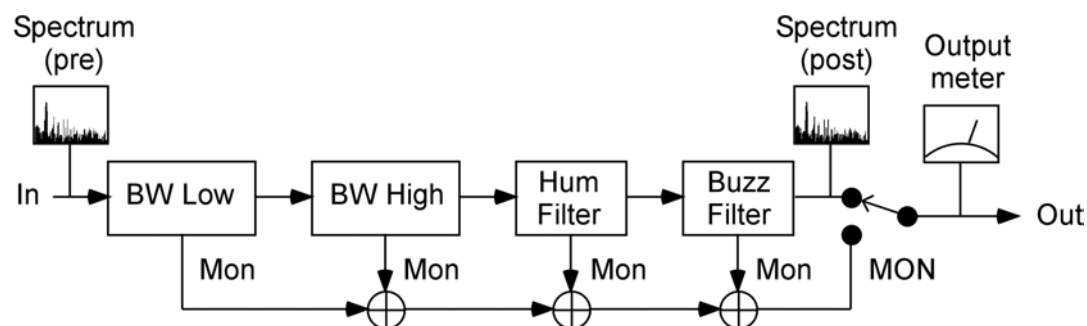 Spectrum
(pre)
Spectrum
(post)
Output
meter
In
BW Low
BW High
Hum
Filter
Buzz
Filter
Out
Mon
Mon
Mon
Mon
MON